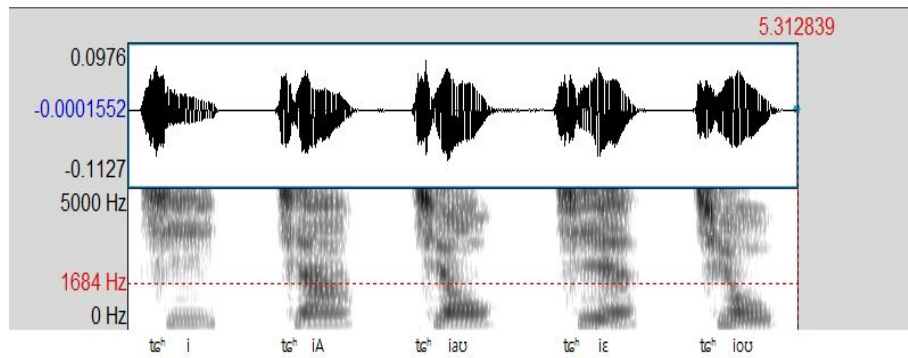 5.312839
0.0976
-0.0001552
-0.1127
5000 Hz
1684 Hz
0 Hz
tɕʰ i tɕʰ iA tɕʰ iaʊ tɕʰ iɛ tɕʰ ioʊ